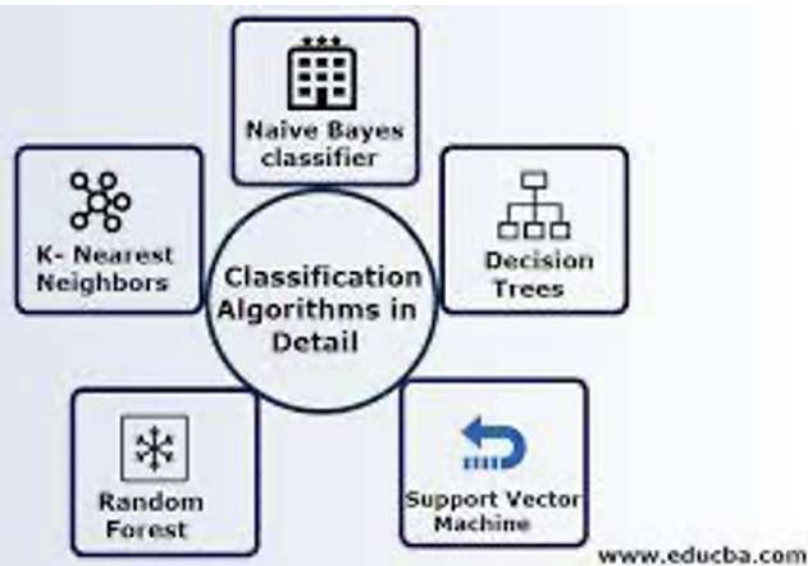 Naive Bayes
classifier
K- Nearest
Neighbors
Classification
Algorithms in
Detail
Decision
Trees
Random
Forest
Support Vector
Machine
www.educba.com